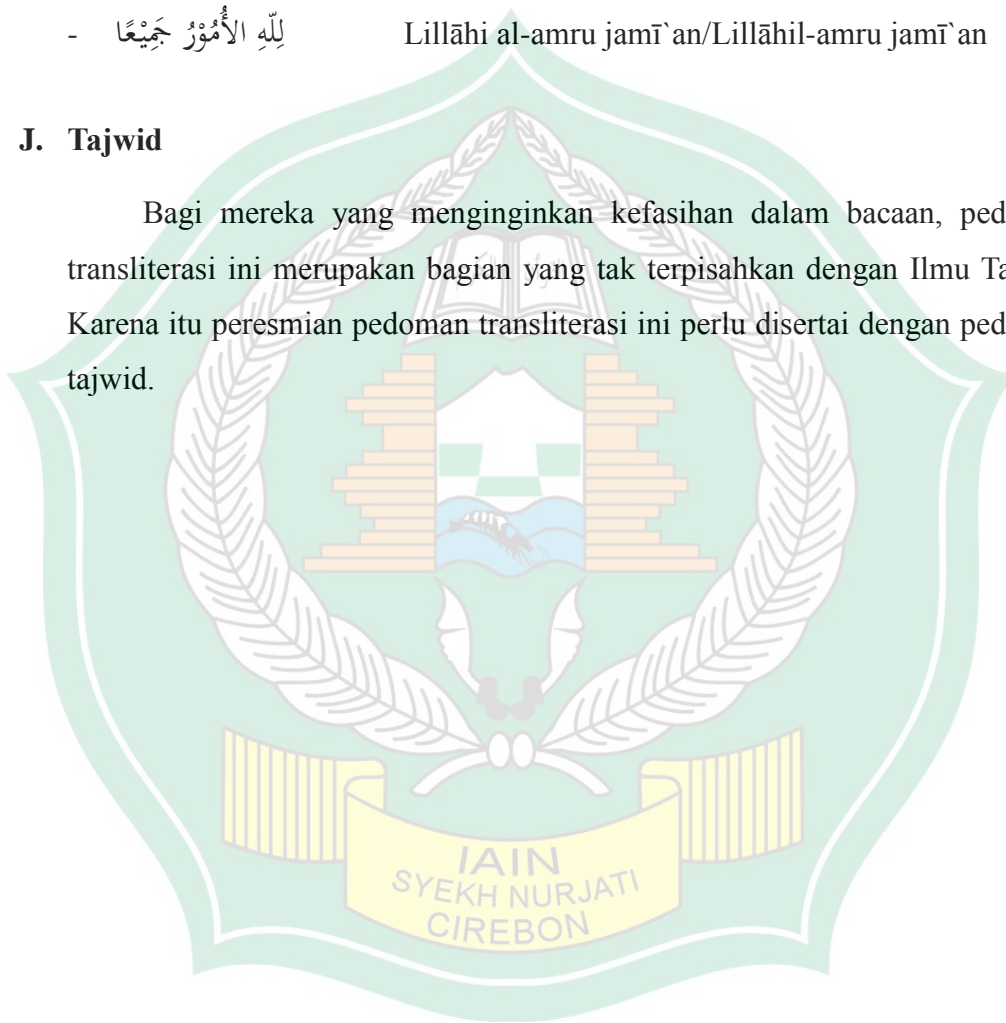 - لِلّهِ الأُمُوْرُ جَمِيْعًا Lillāhi al-amru jamī`an/Lillāhil-amru jamī`an
J. Tajwid
Bagi mereka yang menginginkan kefasihan dalam bacaan, ped
transliterasi ini merupakan bagian yang tak terpisahkan dengan Ilmu Ta
Karena itu peresmian pedoman transliterasi ini perlu disertai dengan ped
tajwid.
IAIN
SYEKH NURJATI
CIREBON